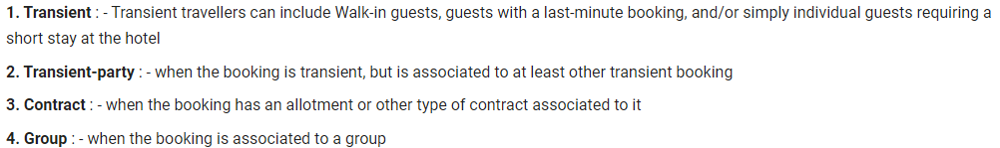 1. Transient : - Transient travellers can include Walk-in guests, guests with a last-minute booking, and/or simply individual guests requiring a
short stay at the hotel
2. Transient-party : - when the booking is transient, but is associated to at least other transient booking
3. Contract : - when the booking has an allotment or other type of contract associated to it
4. Group : - when the booking is associated to a group